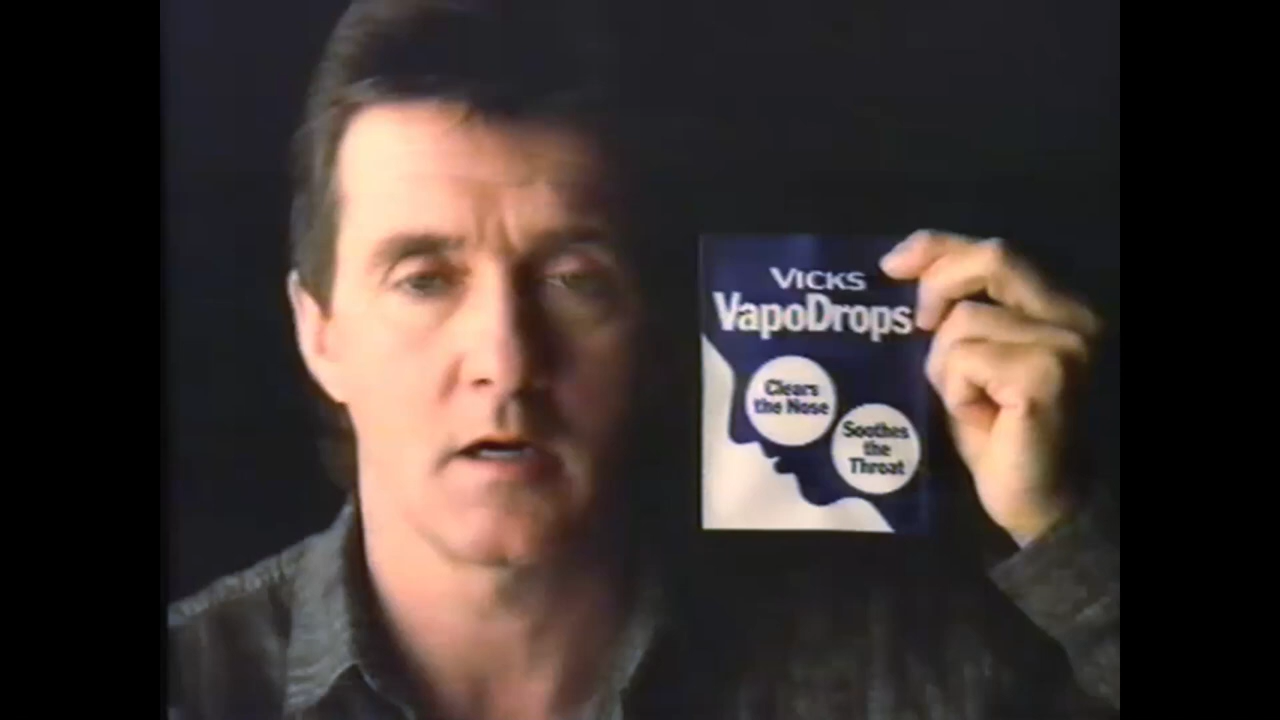 VICKS
VapoDrops
Clears
the Nose
Soothes
the
Throat